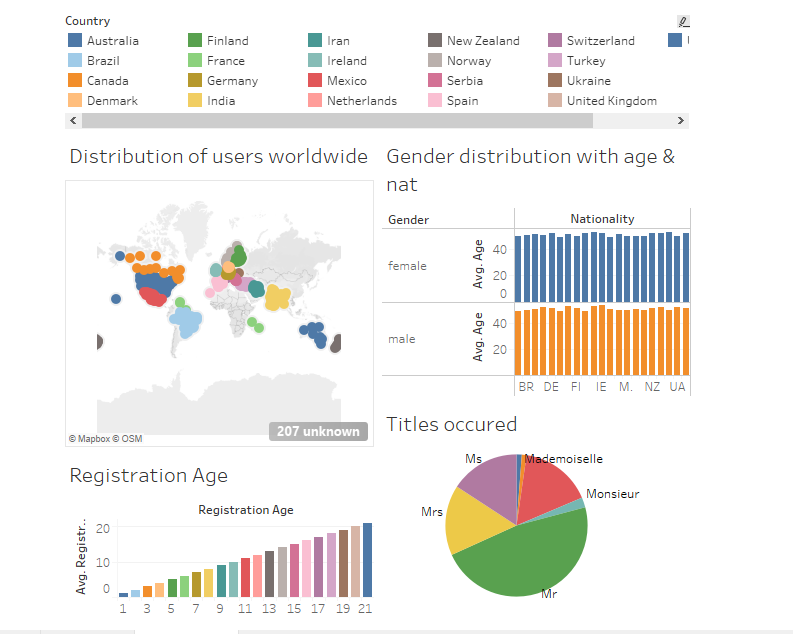 Country
Australia Finland Iran New Zealand Switzerland
Brazil France Ireland Norway Turkey
Canada Germany Mexico Serbia Ukraine
Denmark India Netherlands Spain United Kingdom
Distribution of users worldwide
© Mapbox © OSM
207 unknown
Gender distribution with age &
nat
Gender Nationality
female Avg. Age 40 20 0
male Avg. Age 40 20
BR DE FI IE M. NZ UA
Registration Age
Registration Age
Avg. Registr..
20
10
0
1 3 5 7 9 11 13 15 17 19 21
Titles occured
Ms Mademoiselle
Monsieur
Mrs
Mr